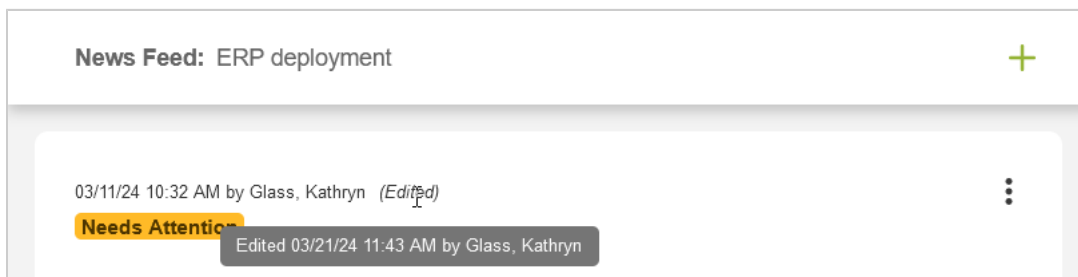 News Feed: ERP deployment
03/11/24 10:32 AM by Glass, Kathryn (Edited)
Needs Attention
Edited 03/21/24 11:43 AM by Glass, Kathryn